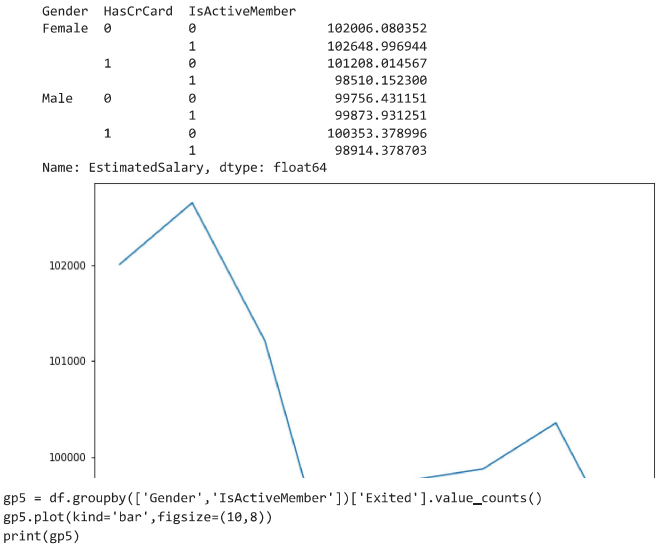 Gender  HasCrCard  IsActiveMember
Female  0          0                 102006.080352
                   1                 102648.996944
        1          0                 101208.014567
                   1                  98510.152300
Male    0          0                  99756.431151
                   1                  99873.931251
        1          0                 100353.378996
                   1                  98914.378703
Name: EstimatedSalary, dtype: float64
102000
101000
100000
gp5 = df.groupby(['Gender','IsActiveMember'])['Exited'].value_counts()
gp5.plot(kind='bar',figsize=(10,8))
print(gp5)